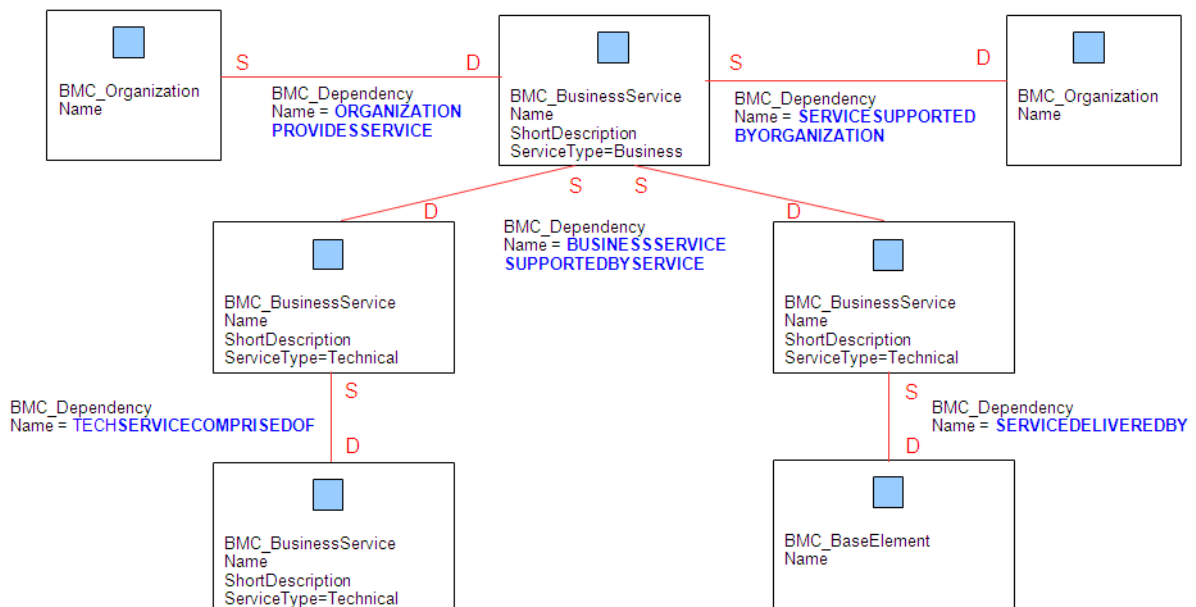 BMC_Organization
Name
S
D
BMC_Dependency
Name = ORGANIZATION
PROVIDESSERVICE
BMC_BusinessService
Name
ShortDescription
ServiceType=Business
S
D
BMC_Dependency
Name = SERVICESUPPORTED
BYORGANIZATION
BMC_Organization
Name
S
S
D
D
BMC_Dependency
Name = BUSINESSSERVICE
SUPPORTEDBYSERVICE
BMC_BusinessService
Name
ShortDescription
ServiceType=Technical
BMC_BusinessService
Name
ShortDescription
ServiceType=Technical
BMC_Dependency
Name = TECHSERVICECOMPRISEDOF
S
D
S
D
BMC_Dependency
Name = SERVICEDELIVEREDBY
BMC_BusinessService
Name
ShortDescription
ServiceType=Technical
BMC_BaseElement
Name